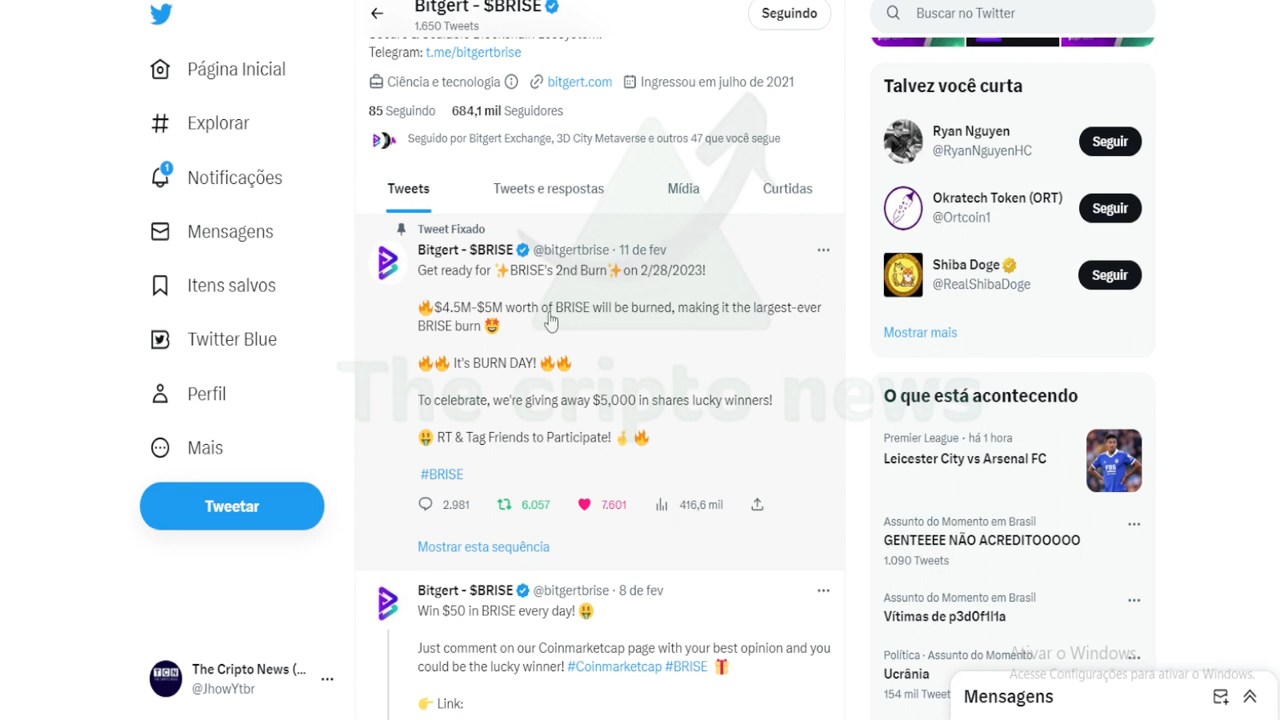 Bitgert - $BRISE
1.650 Tweets
Seguindo
Buscar no Twitter
Página Inicial
Explorar
1
Notificações
Mensagens
Itens salvos
Twitter Blue
Perfil
Mais
Tweetar
The Cripto News (...
@JhowYtbr
Secure & Scalable Blockchain Ecosystem.
Telegram: t.me/bitgertbrise
Ciência e tecnologia bitgert.com Ingressou em julho de 2021
85 Seguindo 684,1 mil Seguidores
Seguido por Bitgert Exchange, 3D City Metaverse e outros 47 que você segue
Tweets Tweets e respostas Mídia Curtidas
Tweet Fixado
Bitgert - $BRISE @bitgertbrise · 11 de fev
Get ready for ✨BRISE's 2nd Burn✨ on 2/28/2023!
🔥$4.5M-$5M worth of BRISE will be burned, making it the largest-ever
BRISE burn 🤩
🔥🔥 It's BURN DAY! 🔥🔥
To celebrate, we're giving away $5,000 in shares lucky winners!
🤑 RT & Tag Friends to Participate! 🤞🔥
#BRISE
2.981 6.057 7.601 416,6 mil
Mostrar esta sequência
Bitgert - $BRISE @bitgertbrise · 8 de fev
Win $50 in BRISE every day! 🤑
Just comment on our Coinmarketcap page with your best opinion and you
could be the lucky winner! #Coinmarketcap #BRISE 🎁
👉 Link:
The cripto news
Talvez você curta
Ryan Nguyen
@RyanNguyenHC
Seguir
Okratech Token (ORT)
@Ortcoin1
Seguir
Shiba Doge
@RealShibaDoge
Seguir
Mostrar mais
O que está acontecendo
Premier League · há 1 hora
Leicester City vs Arsenal FC
Assunto do Momento em Brasil
GENTEEEE NÃO ACREDITOOOOO
1.090 Tweets
Assunto do Momento em Brasil
Vítimas de p3d0f1l1a
Política · Assunto do Momento
Ucrânia
154 mil Tweet
Ativar o Windows
Acesse Configurações para ativar o Windows.
Mensagens